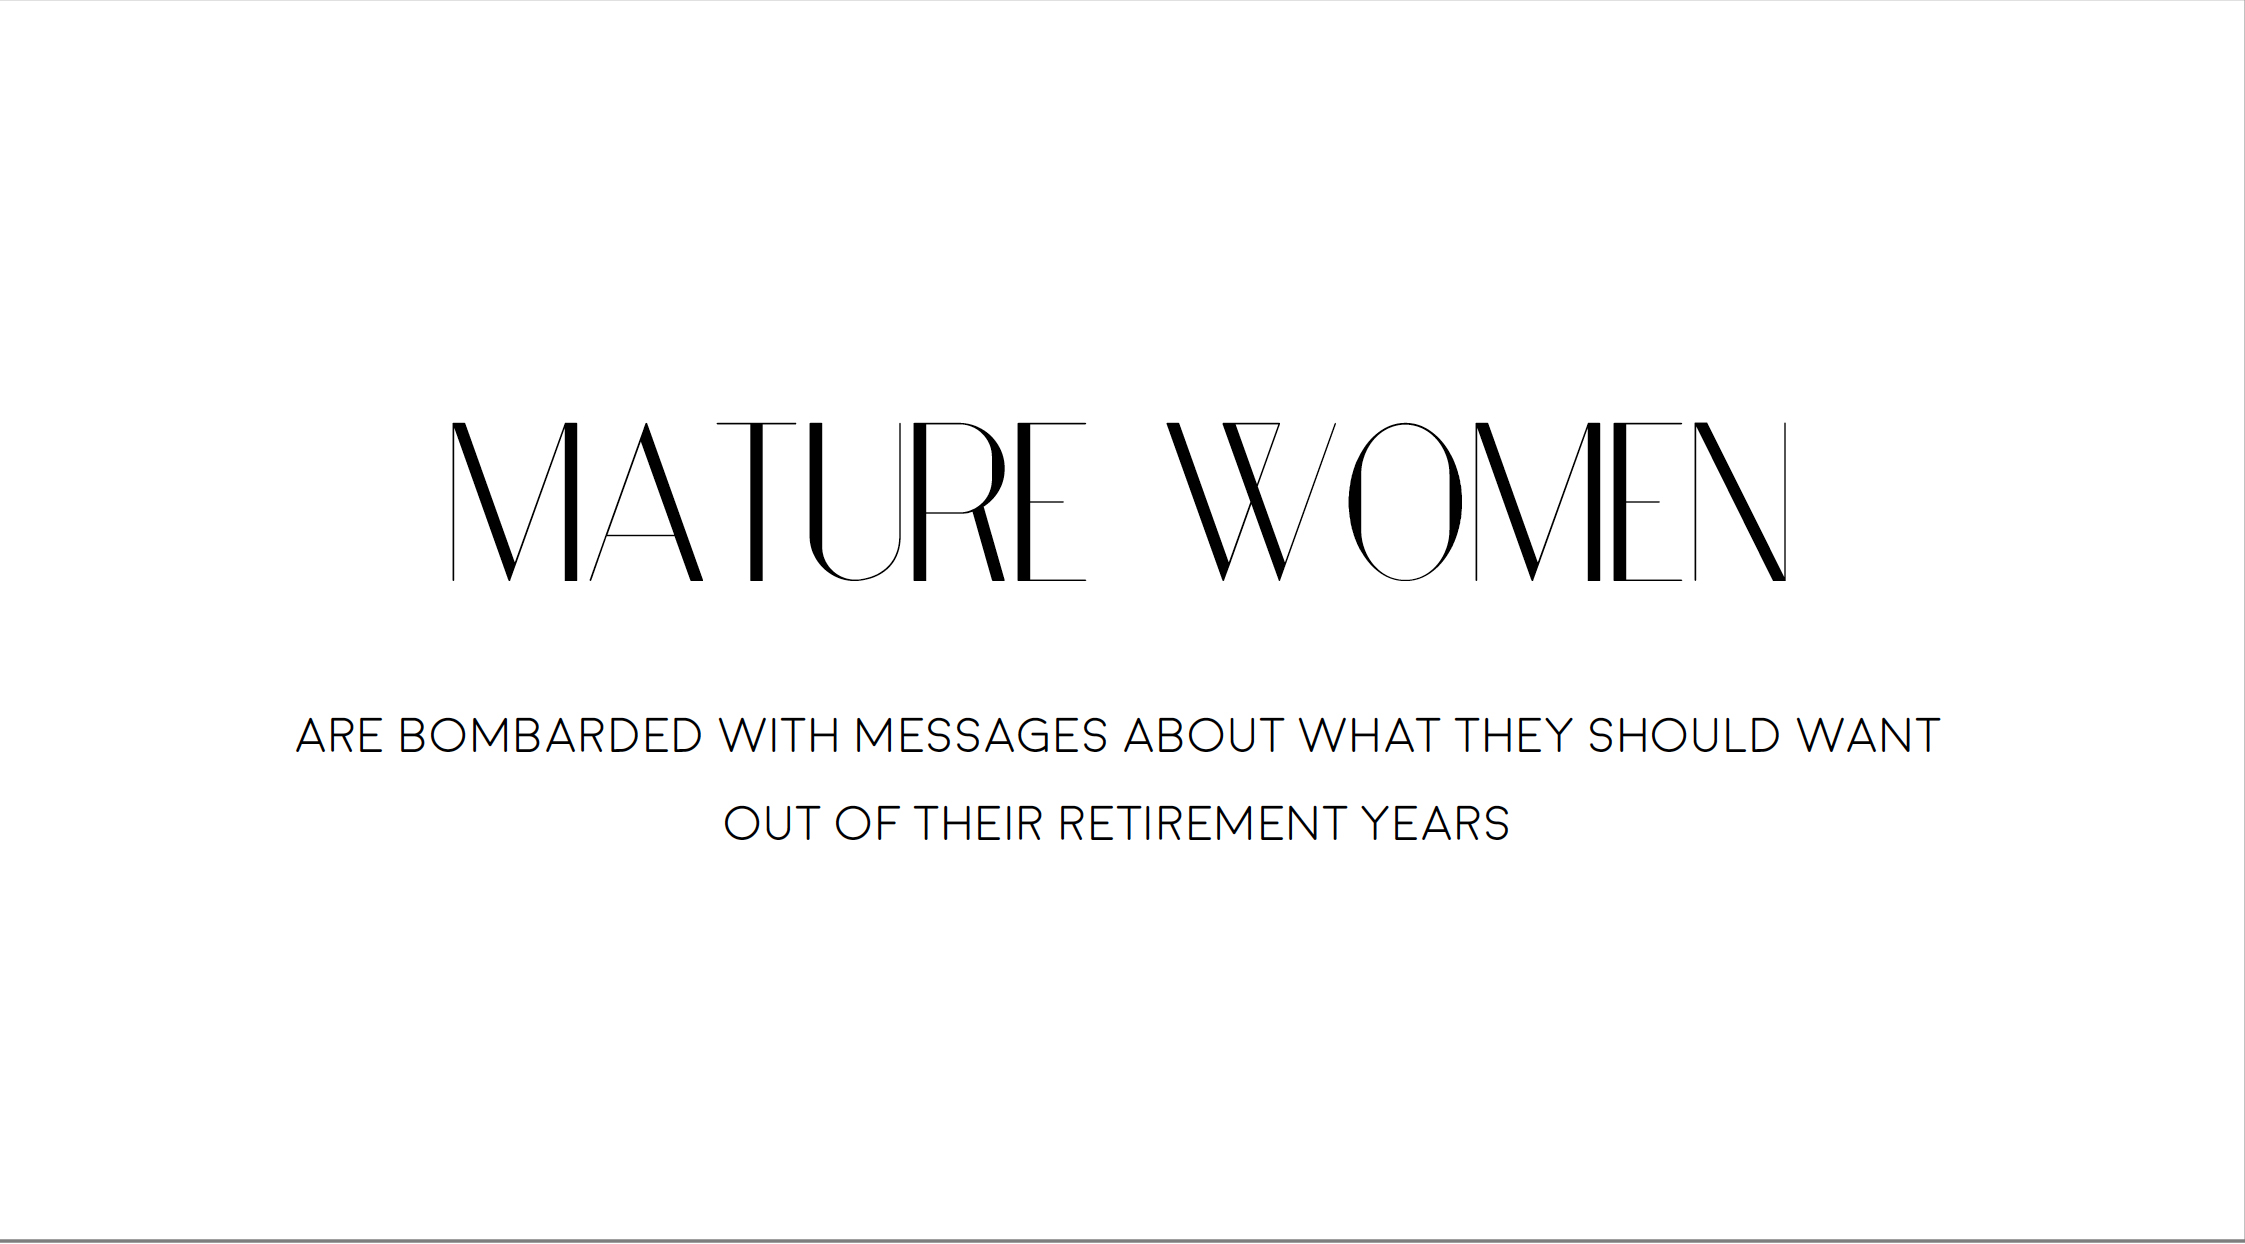 MATURE WOMEN
ARE BOMBARDED WITH MESSAGES ABOUT WHAT THEY SHOULD WANT
OUT OF THEIR RETIREMENT YEARS